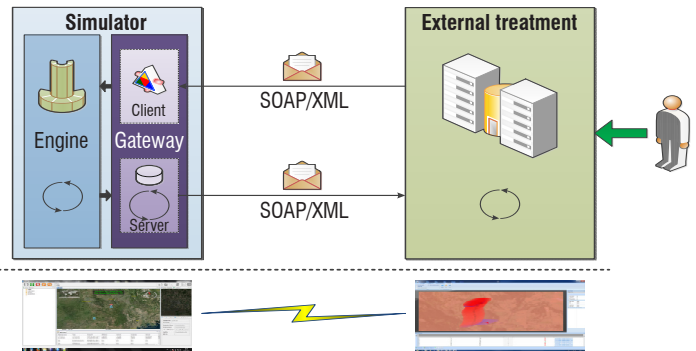 Simulator
External treatment
Client
SOAP/XML
Engine
Gateway
SOAP/XML
Server